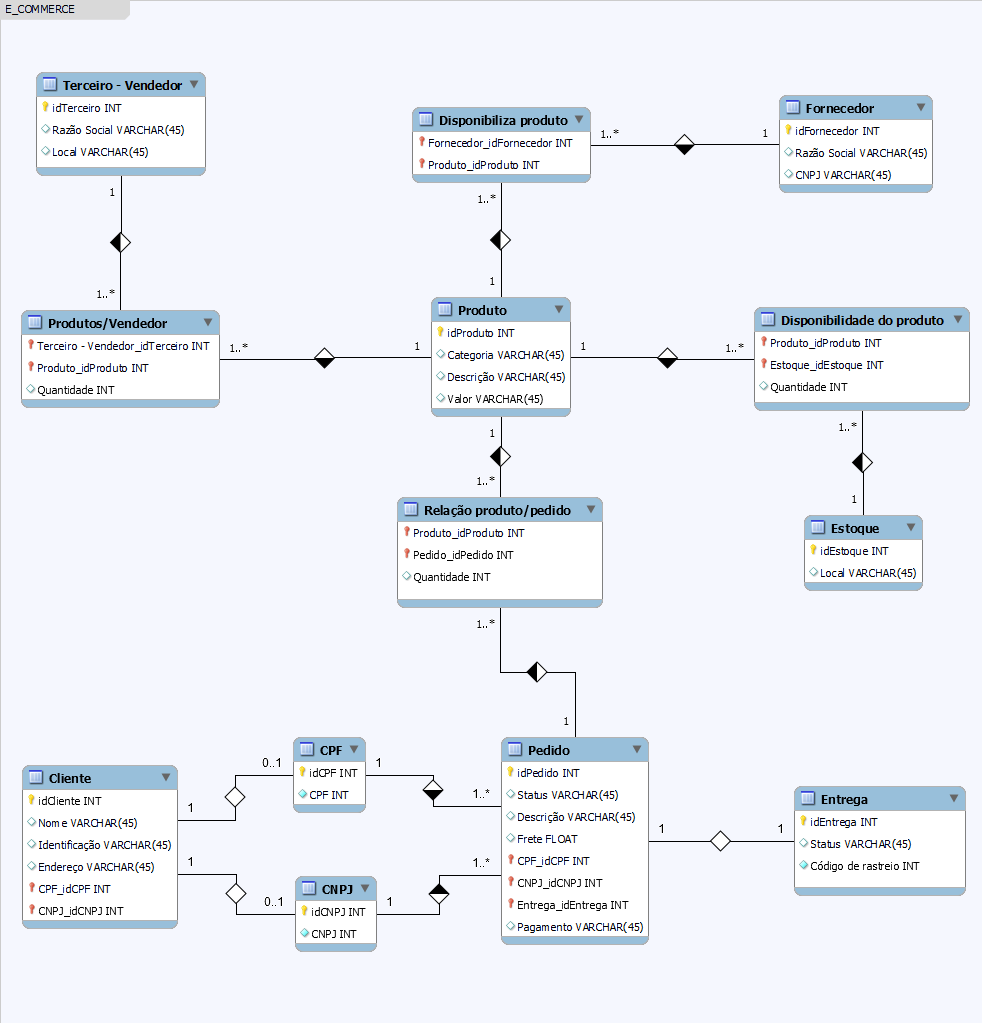 E_COMMERCE
Terceiro - Vendedor
idTerceiro INT
Razão Social VARCHAR(45)
Local VARCHAR(45)
1
1..*
Disponibiliza produto
Fornecedor_idFornecedor INT
Produto_idProduto INT
1..*
1
1..*
1
Fornecedor
idFornecedor INT
Razão Social VARCHAR(45)
CNPJ VARCHAR(45)
Produtos/Vendedor
Terceiro - Vendedor_idTerceiro INT
Produto_idProduto INT
Quantidade INT
1..*
1
Produto
idProduto INT
Categoria VARCHAR(45)
Descrição VARCHAR(45)
Valor VARCHAR(45)
1
1..*
Disponibilidade do produto
Produto_idProduto INT
Estoque_idEstoque INT
Quantidade INT
1..*
1
Estoque
idEstoque INT
Local VARCHAR(45)
1
1..*
Relação produto/pedido
Produto_idProduto INT
Pedido_idPedido INT
Quantidade INT
1..*
1
Cliente
idCliente INT
Nome VARCHAR(45)
Identificação VARCHAR(45)
Endereço VARCHAR(45)
CPF_idCPF INT
CNPJ_idCNPJ INT
1
0..1
1
0..1
CPF
idCPF INT
CPF INT
1
1..*
CNPJ
idCNPJ INT
CNPJ INT
1
1..*
Pedido
idPedido INT
Status VARCHAR(45)
Descrição VARCHAR(45)
Frete FLOAT
CPF_idCPF INT
CNPJ_idCNPJ INT
Entrega_idEntrega INT
Pagamento VARCHAR(45)
1
1
Entrega
idEntrega INT
Status VARCHAR(45)
Código de rastreio INT